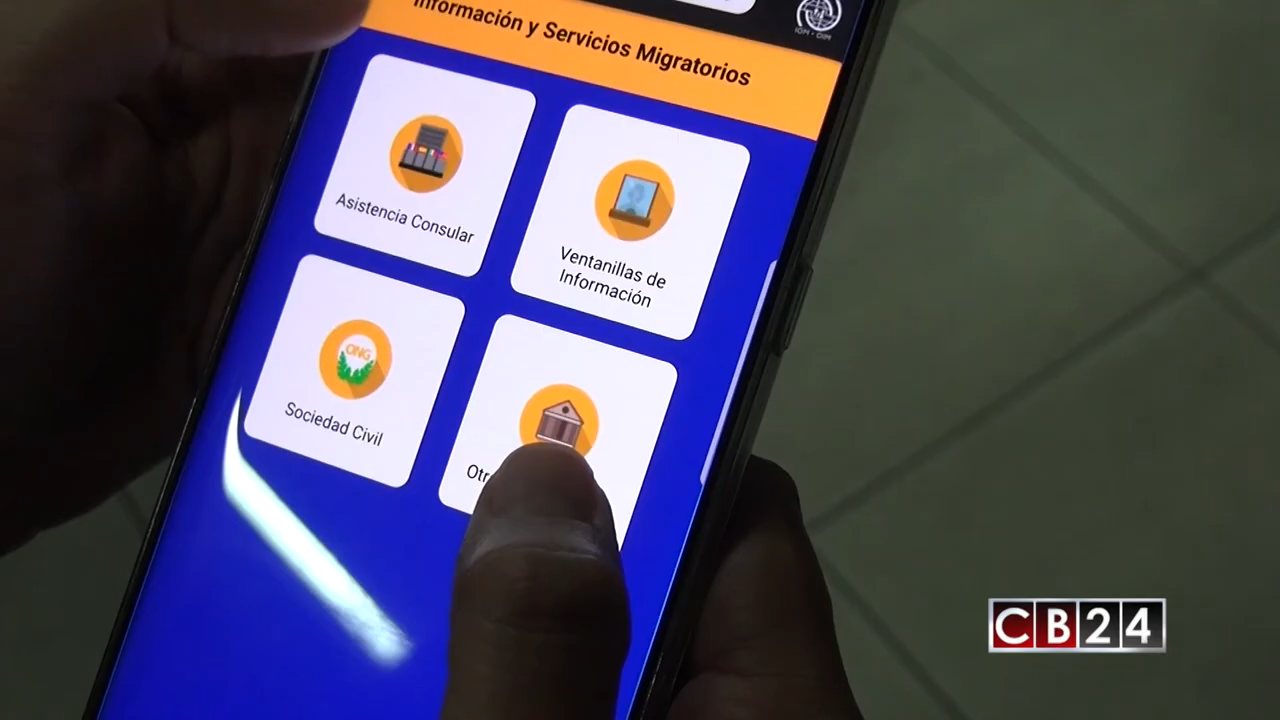 Información y Servicios Migratorios
IOM • OIM
Asistencia Consular
Ventanillas de
Información
ONG
Sociedad Civil
CB24